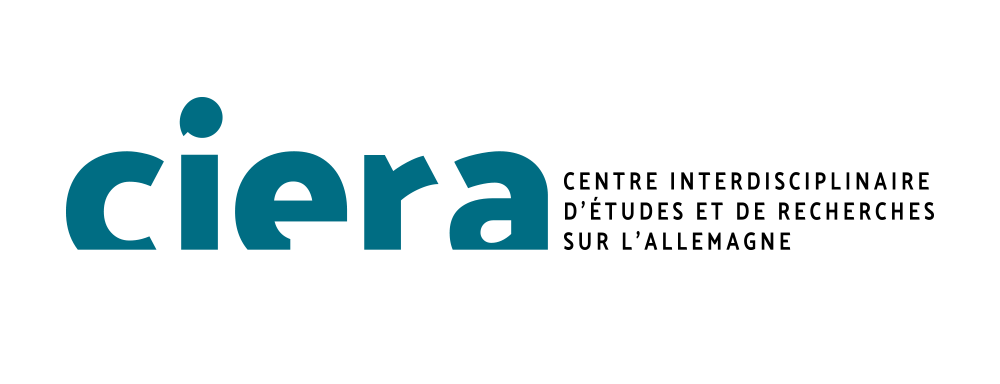 ciera
CENTRE INTERDISCIPLINAIRE
D’ÉTUDES ET DE RECHERCHES
SUR L’ALLEMAGNE